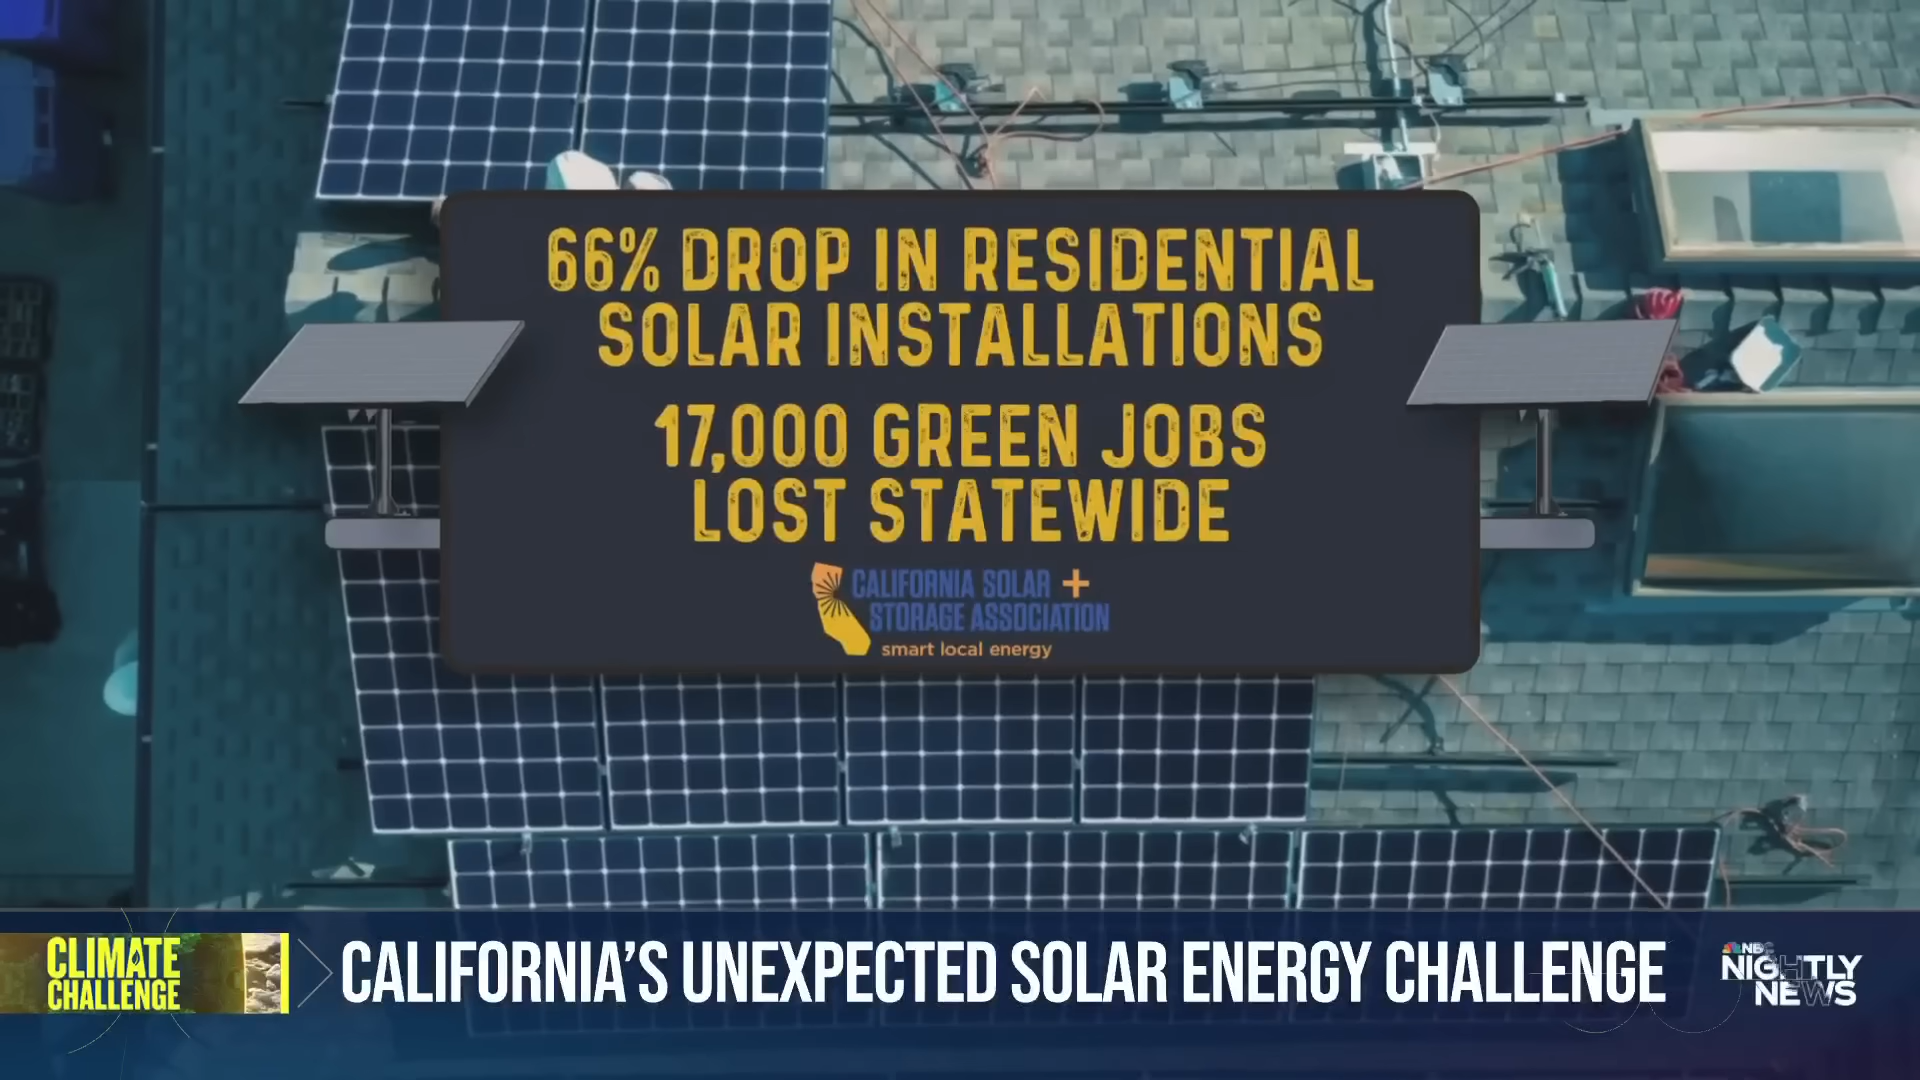 66% DROP IN RESIDENTIAL
SOLAR INSTALLATIONS
17,000 GREEN JOBS
LOST STATEWIDE
CALIFORNIA SOLAR +
STORAGE ASSOCIATION
smart local energy
CLIMATE
CHALLENGE
CALIFORNIA'S UNEXPECTED SOLAR ENERGY CHALLENGE
NBC
NIGHTLY
NEWS